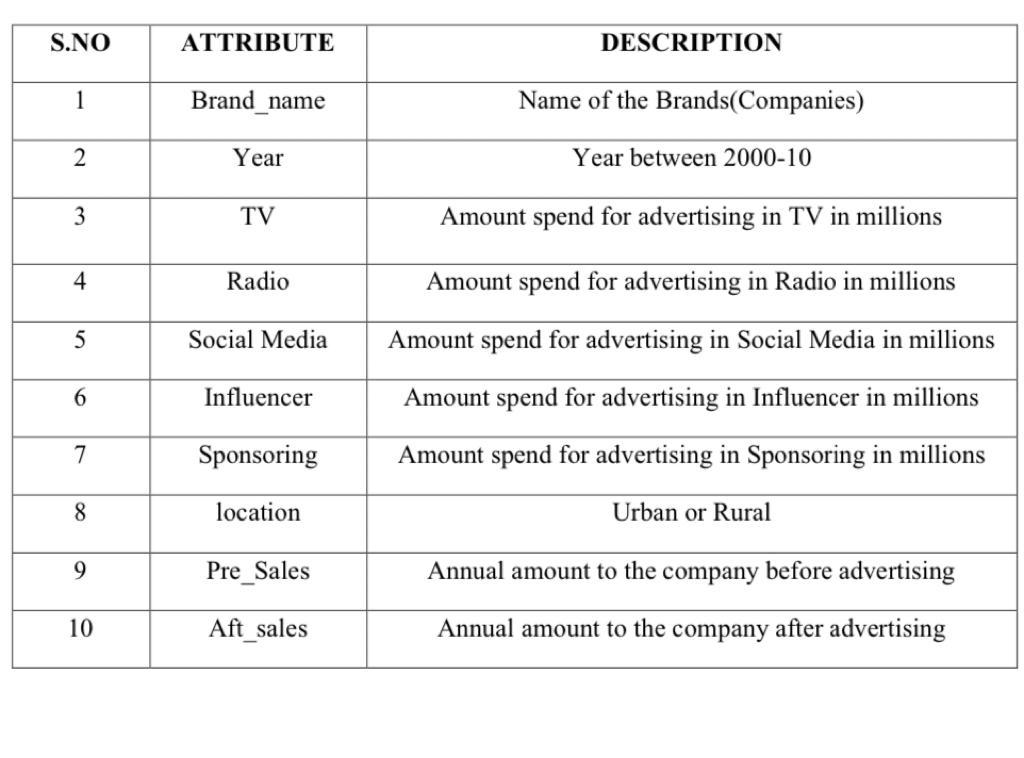 S.NO ATTRIBUTE DESCRIPTION
1 Brand_name Name of the Brands(Companies)
2 Year Year between 2000-10
3 TV Amount spend for advertising in TV in millions
4 Radio Amount spend for advertising in Radio in millions
5 Social Media Amount spend for advertising in Social Media in millions
6 Influencer Amount spend for advertising in Influencer in millions
7 Sponsoring Amount spend for advertising in Sponsoring in millions
8 location Urban or Rural
9 Pre_Sales Annual amount to the company before advertising
10 Aft_sales Annual amount to the company after advertising